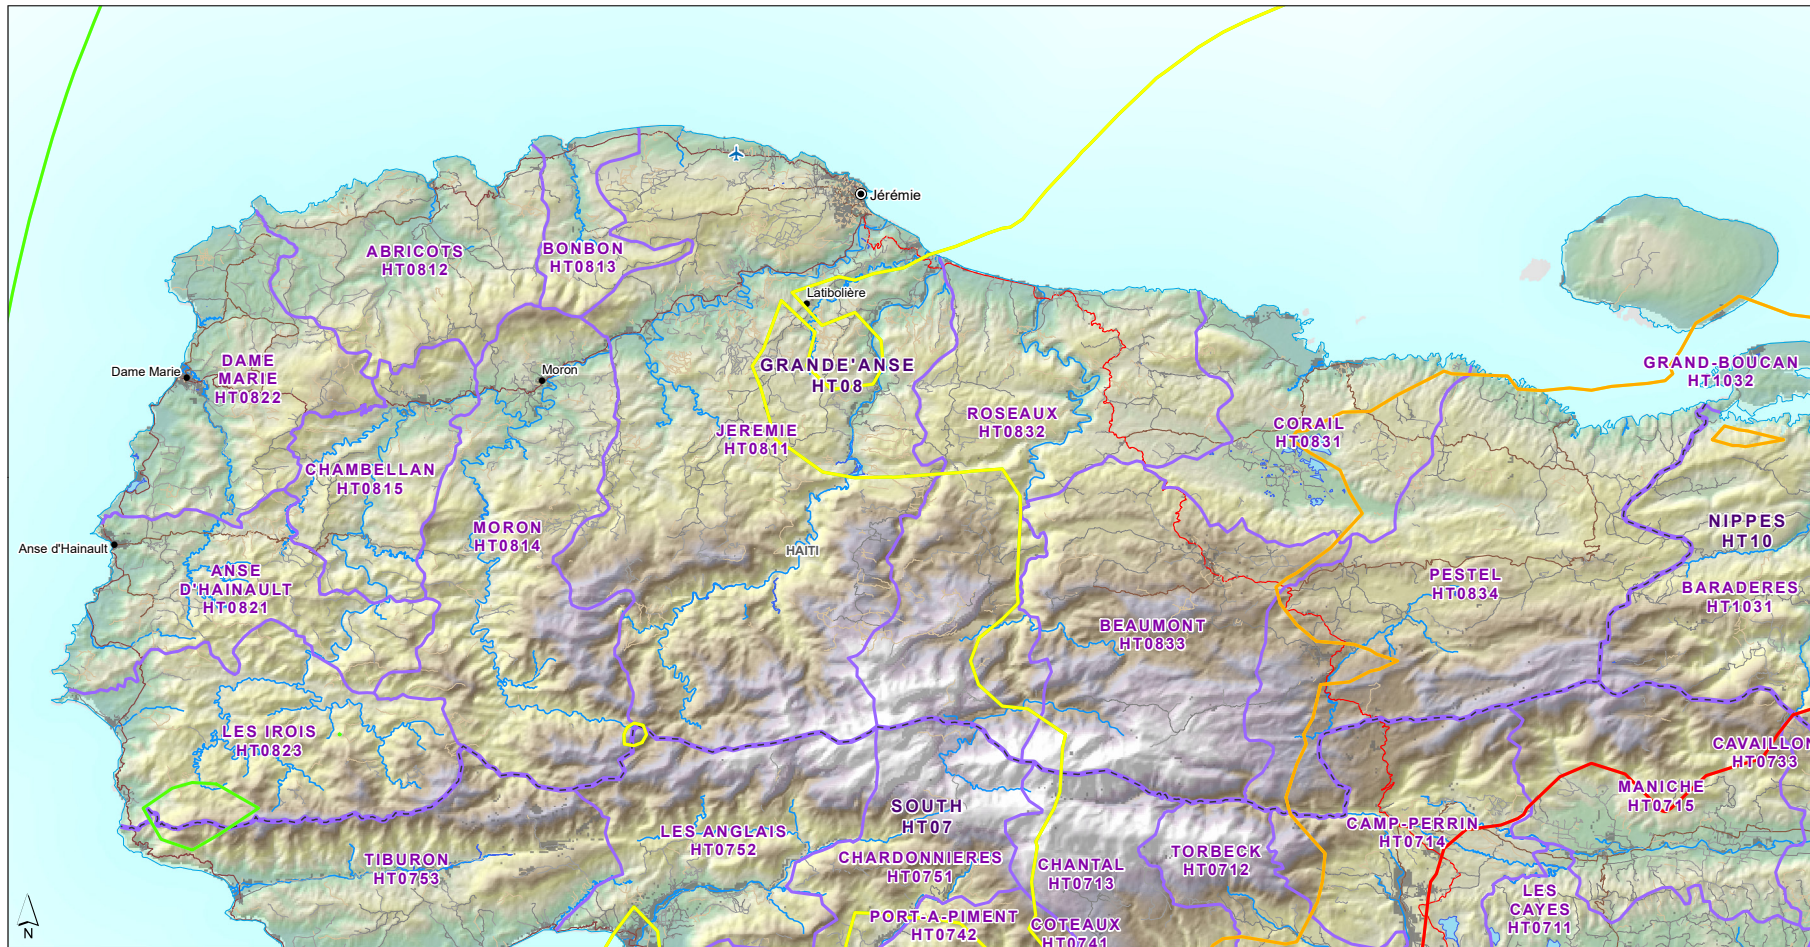 Jérémie
ABRICOTS
HT0812
BONBON
HT0813
Latibolière
DAME
MARIE
HT0822
Dame Marie
Moron
GRANDE'ANSE
HT08
GRAND-BOUCAN
HT1032
JEREMIE
HT0811
ROSEAUX
HT0832
CORAIL
HT0831
CHAMBELLAN
HT0815
MORON
HT0814
Anse d'Hainault
HAITI
NIPPES
HT10
ANSE
D'HAINAULT
HT0821
PESTEL
HT0834
BARADERES
HT1031
BEAUMONT
HT0833
LES IROIS
HT0823
CAVAILLON
HT0733
MANICHE
HT0715
SOUTH
HT07
LES ANGLAIS
HT0752
CAMP-PERRIN
HT0714
TIBURON
HT0753
CHARDONNIERES
HT0751
CHANTAL
HT0713
TORBECK
HT0712
LES
CAYES
HT0711
PORT-A-PIMENT
HT0742
COTEAUX
HT0741
N